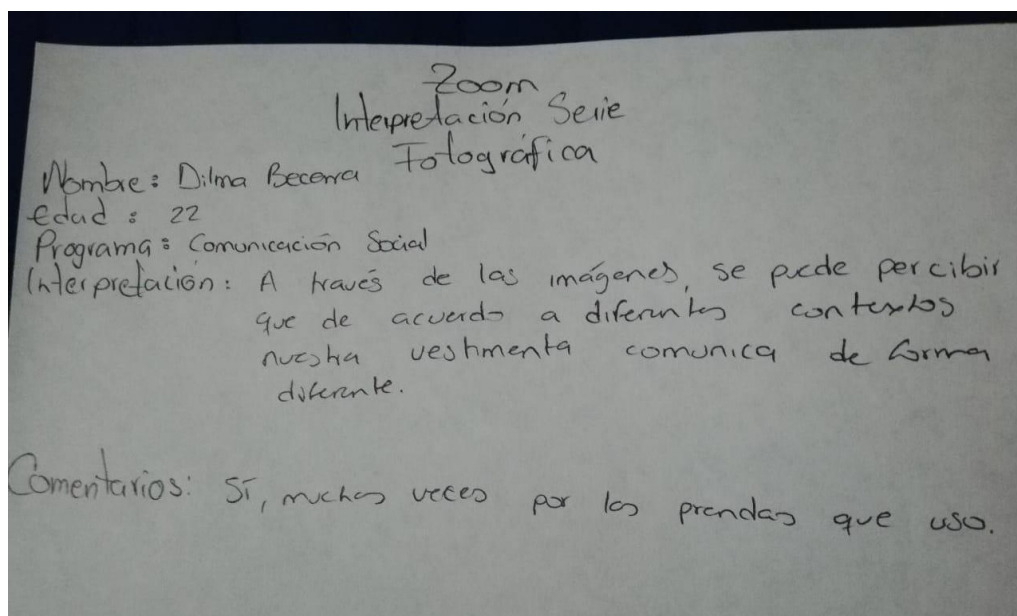 Zoom
Interpretación Serie
Fotográfica
Nombre: Dilma Becerra
Edad: 22
Programa: Comunicación Social
Interpretación: A través de las imágenes, se puede percibir
que de acuerdo a diferentes contextos
nuestra vestimenta comunica de forma
diferente.
Comentarios: Sí, muchas veces por las prendas que uso.